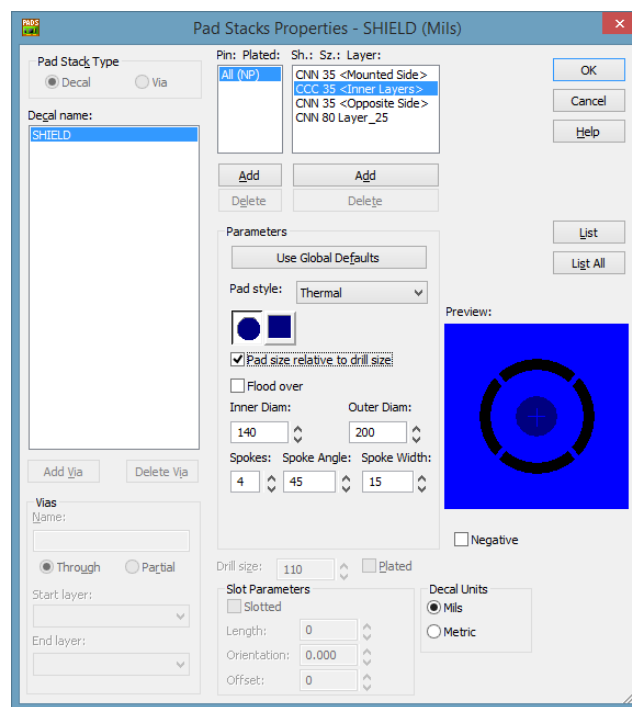 PADS
Pad Stacks Properties - SHIELD (Mils)
Pad Stack Type
Decal
Via
Decal name:
SHIELD
Add Via
Delete Via
Vias
Name:
Through
Partial
Start layer:
End layer:
Pin: Plated:
All (NP)
Sh.: Sz.: Layer:
CNN 35 <Mounted Side>
CCC 35 <Inner Layers>
CNN 35 <Opposite Side>
CNN 80 Layer_25
Add
Add
Delete
Delete
Parameters
Use Global Defaults
Pad style:
Thermal
Pad size relative to drill size
Flood over
Inner Diam:
Outer Diam:
140
200
Spokes:
Spoke Angle:
Spoke Width:
4
45
15
Drill size:
110
Plated
Slot Parameters
Slotted
Length:
0
Orientation:
0.000
Offset:
0
OK
Cancel
Help
List
List All
Preview:
Negative
Decal Units
Mils
Metric